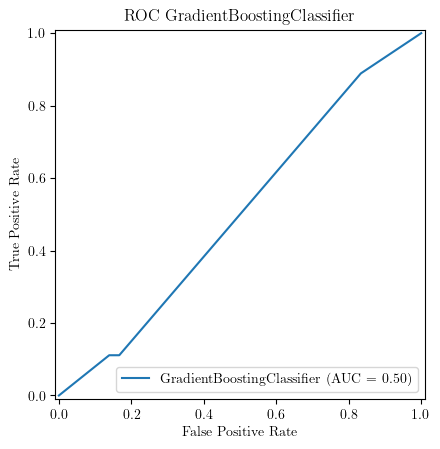 ROC GradientBoostingClassifier
1.0
0.8
0.6
0.4
0.2
0.0
True Positive Rate
GradientBoostingClassifier (AUC = 0.50)
0.0 0.2 0.4 0.6 0.8 1.0
False Positive Rate